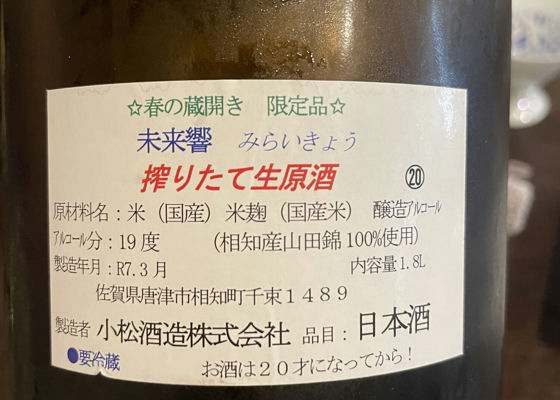 ☆春の蔵開き 限定品☆
未来響 みらいきょう
搾りたて生原酒 ⑳
原材料名：米（国産） 米麹（国産米） 醸造アルコール
アルコール分：19度 （相知産山田錦100%使用）
製造年月：R7.3月 内容量1.8L
佐賀県唐津市相知町千束１４８９
製造者 小松酒造株式会社 品目：日本酒
●要冷蔵 お酒は２０才になってから！